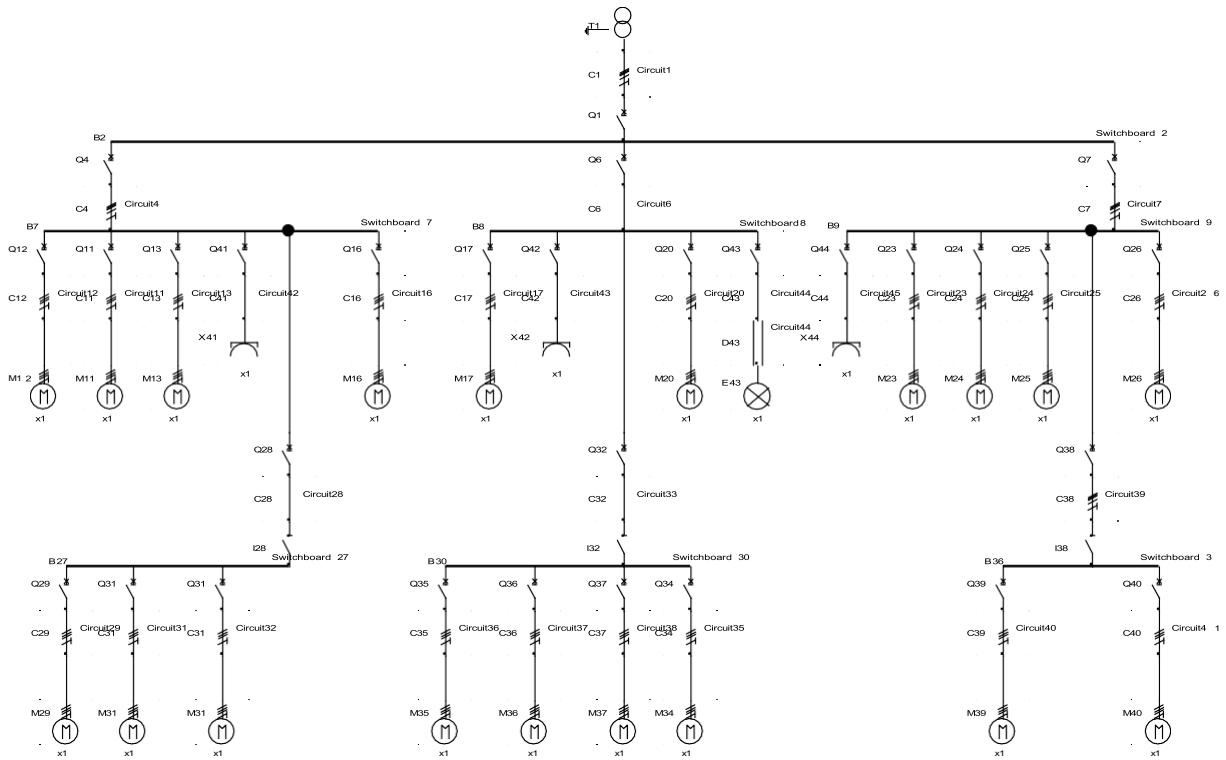 T1
C1 Circuit1
Q1
B2 Switchboard 2
Q4 Q6 Q7
C4 Circuit4 C6 Circuit6 C7 Circuit7
B7 Switchboard 7 B8 Switchboard8 B9 Switchboard 9
Q12 Q11 Q13 Q41 Q16 Q17 Q42 Q20 Q43 Q44 Q23 Q24 Q25 Q26
C12 Circuit12 C11 Circuit11 C13 Circuit13 C41 Circuit42 C16 Circuit16 C17 Circuit17 C42 Circuit43 C20 Circuit20 C43 Circuit44 C44 Circuit45 C23 Circuit23 C24 Circuit24 C25 Circuit25 C26 Circuit2 6
X41 X42 D43 Circuit44 X44
x1 x1 x1
M1 2 M11 M13 M16 M17 M20 E43 M23 M24 M25 M26
M M M M M M M M M M
x1 x1 x1 x1 x1 x1 x1 x1 x1 x1 x1
Q28 Q32 Q38
C28 Circuit28 C32 Circuit33 C38 Circuit39
I28 I32 I38
B27 Switchboard 27 B30 Switchboard 30 B36 Switchboard 3
Q29 Q31 Q31 Q35 Q36 Q37 Q34 Q39 Q40
C29 Circuit29 C31 Circuit31 C31 Circuit32 C35 Circuit36 C36 Circuit37 C37 Circuit38 C34 Circuit35 C39 Circuit40 C40 Circuit4 1
M29 M31 M31 M35 M36 M37 M34 M39 M40
M M M M M M M M M
x1 x1 x1 x1 x1 x1 x1 x1 x1